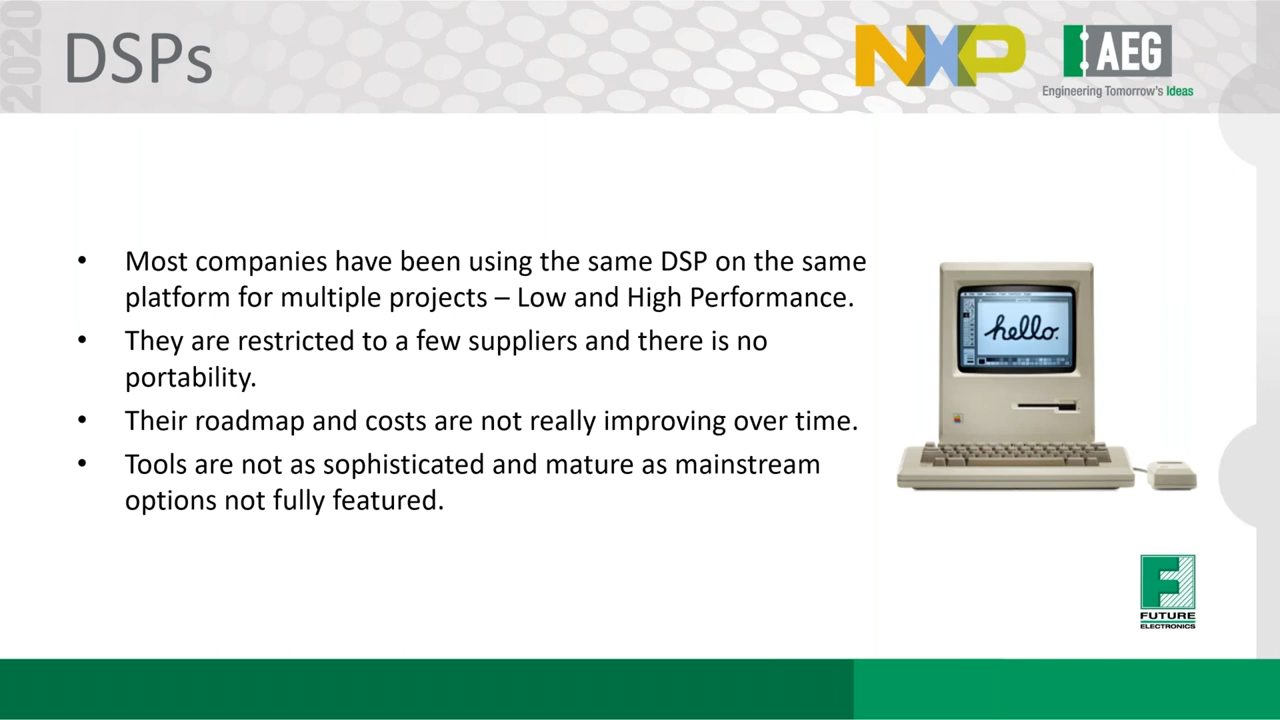 2020
DSPs
NXP
AEG
Engineering Tomorrow's Ideas
• Most companies have been using the same DSP on the same
platform for multiple projects – Low and High Performance.
• They are restricted to a few suppliers and there is no
portability.
• Their roadmap and costs are not really improving over time.
• Tools are not as sophisticated and mature as mainstream
options not fully featured.
hello.
F
FUTURE
ELECTRONICS